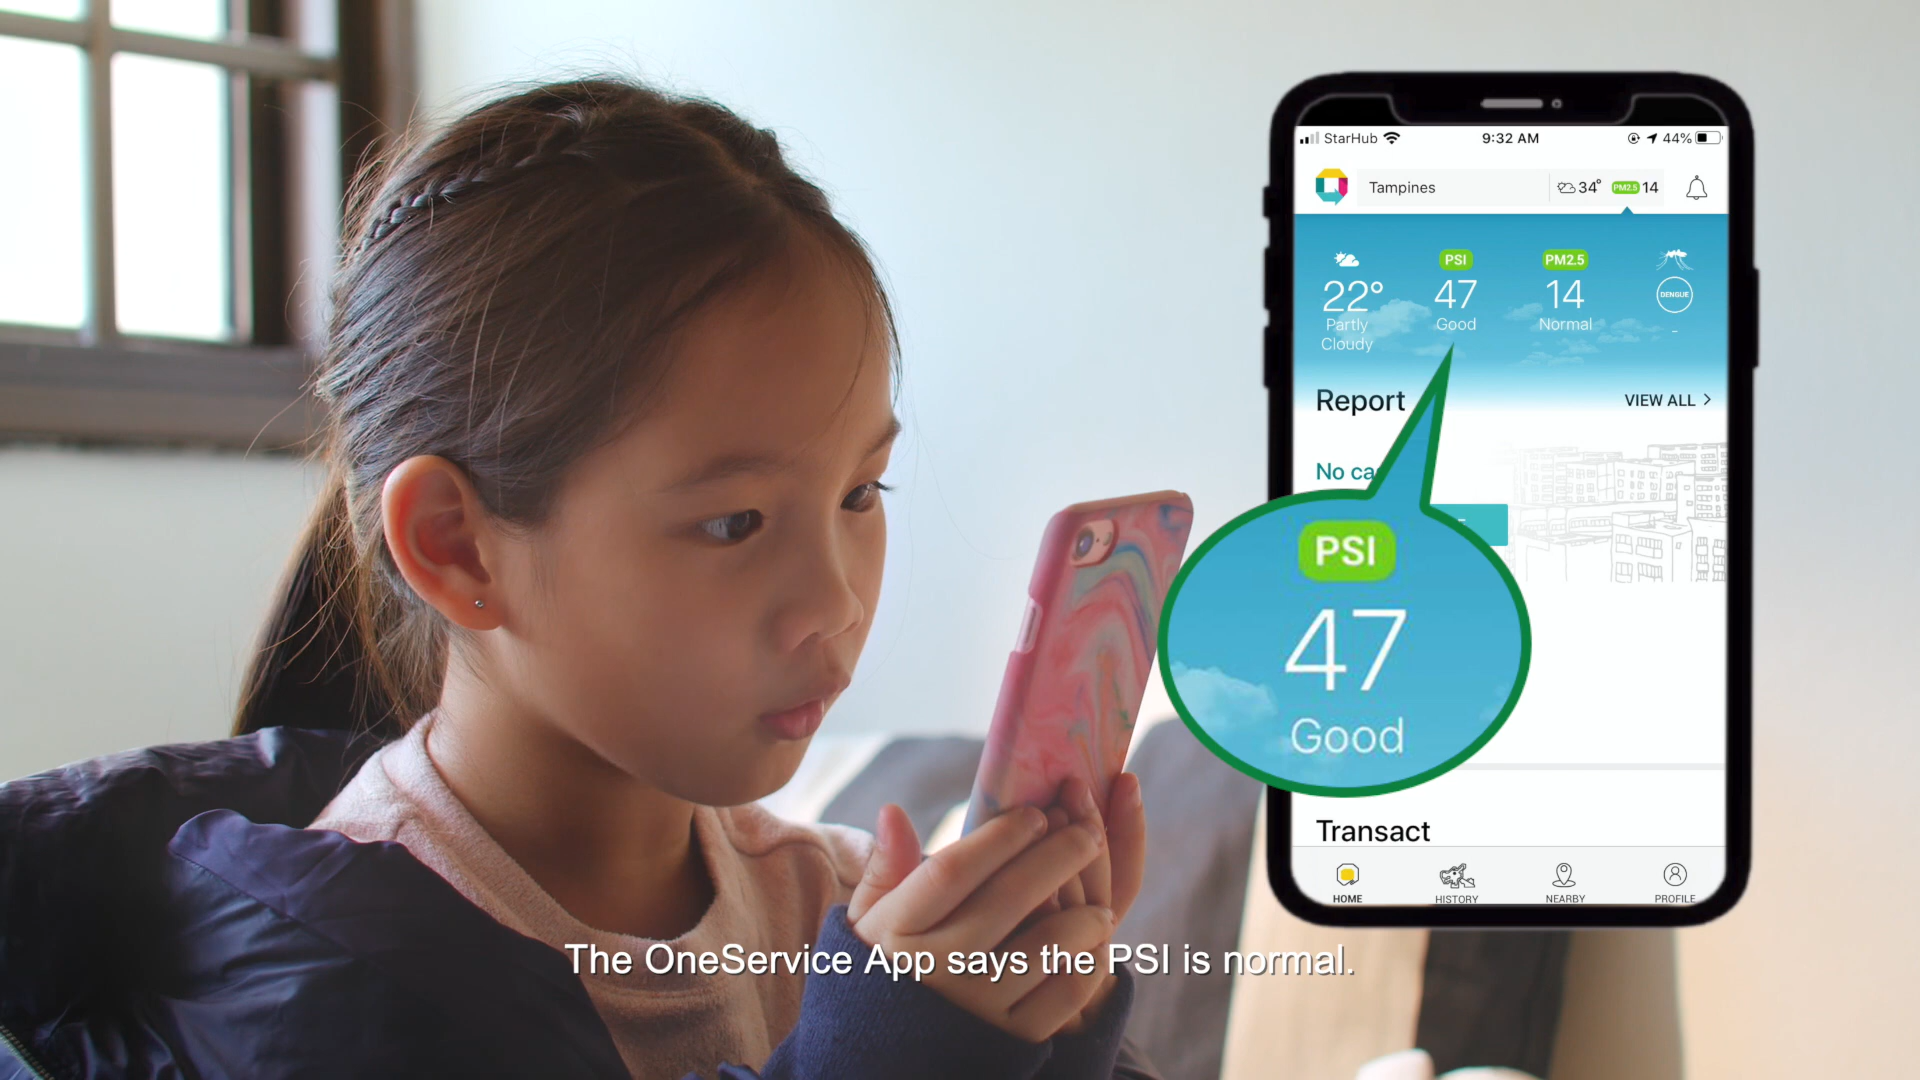 StarHub 9:32 AM 44%
Tampines 34° PM2.5 14
PSI PM2.5
22° 47 14 DENGUE
Partly Cloudy Good Normal -
Report VIEW ALL >
No ca
PSI
47
Good
Transact
HOME HISTORY NEARBY PROFILE
The OneService App says the PSI is normal.